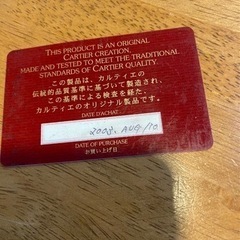 THIS PRODUCT IS AN ORIGINAL
CARTIER CREATION,
MADE AND TESTED TO MEET THE TRADITIONAL
STANDARDS OF CARTIER QUALITY.
この製品は、カルティエの
伝統的品質基準に基づいて製造され、
この基準による検査を経た、
カルティエのオリジナル製品です。
DATE D'ACHAT
2003. AUG/10
DATE OF PURCHASE
お買い上げ日